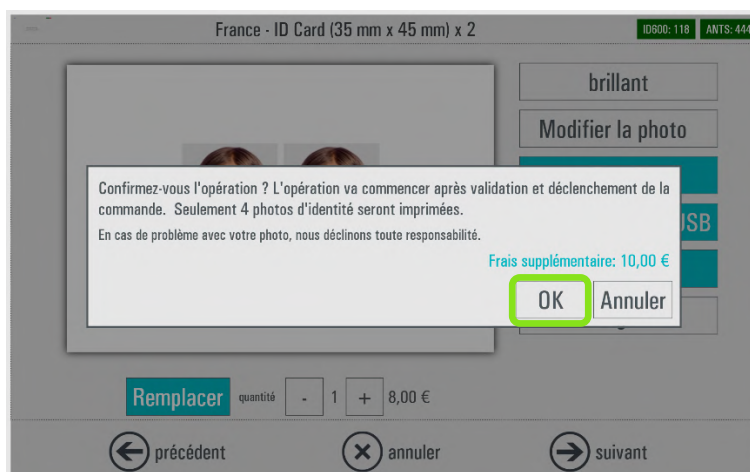 France - ID Card (35 mm x 45 mm) x 2
ID600: 118
ANTS: 444
brillant
Modifier la photo
Confirmez-vous l'opération ? L'opération va commencer après validation et déclenchement de la
commande. Seulement 4 photos d'identité seront imprimées.
En cas de problème avec votre photo, nous déclinons toute responsabilité.
USB
Frais supplémentaire: 10,00 €
OK
Annuler
Remplacer
quantité
- 1 + 8,00 €
précédent
annuler
suivant